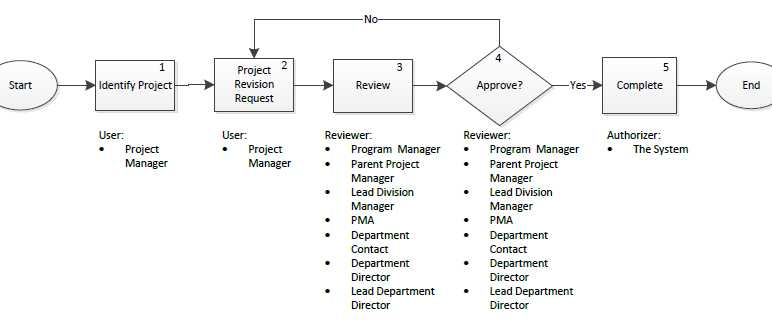 No
Start
1
Identify Project
2
Project
Revision
Request
3
Review
4
Approve?
Yes
5
Complete
End
User:
• Project
Manager
User:
• Project
Manager
Reviewer:
• Program Manager
• Parent Project
Manager
• Lead Division
Manager
• PMA
• Department
Contact
• Department
Director
• Lead Department
Director
Reviewer:
• Program Manager
• Parent Project
Manager
• Lead Division
Manager
• PMA
• Department
Contact
• Department
Director
• Lead Department
Director
Authorizer:
• The System